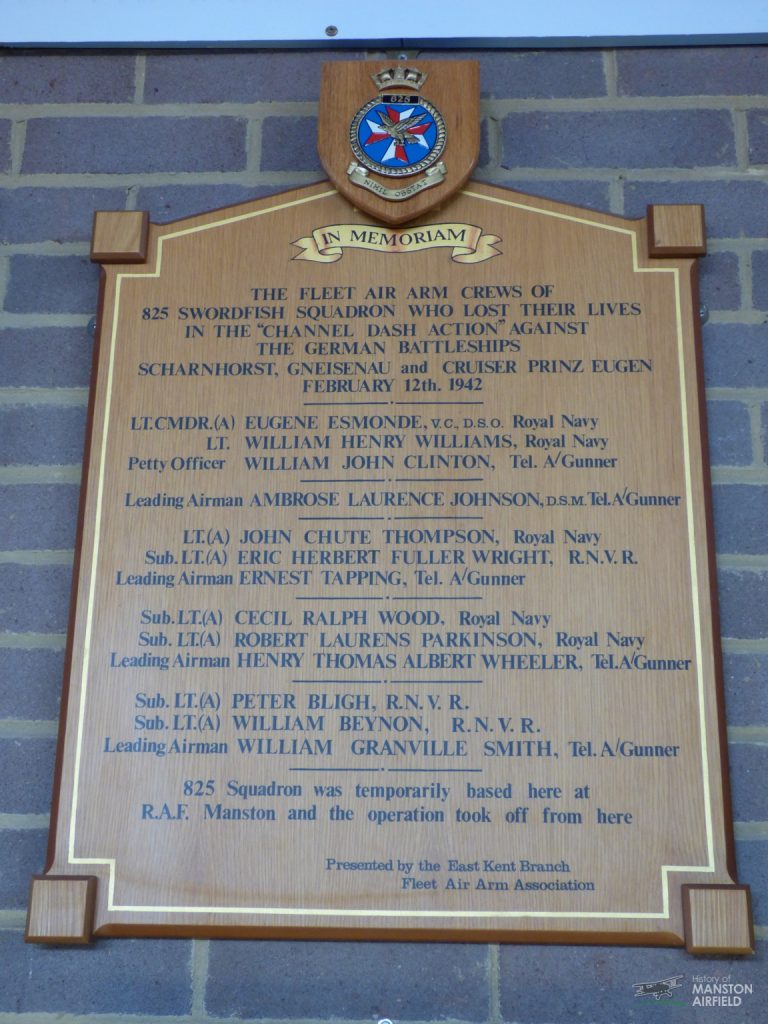 825
NIHIL OBSTAT
IN MEMORIAM
THE FLEET AIR ARM CREWS OF
825 SWORDFISH SQUADRON WHO LOST THEIR LIVES
IN THE "CHANNEL DASH ACTION" AGAINST
THE GERMAN BATTLESHIPS
SCHARNHORST, GNEISENAU and CRUISER PRINZ EUGEN
FEBRUARY 12th. 1942
LT.CMDR.(A) EUGENE ESMONDE, V.C., D.S.O. Royal Navy
LT. WILLIAM HENRY WILLIAMS, Royal Navy
Petty Officer WILLIAM JOHN CLINTON, Tel. A/Gunner
Leading Airman AMBROSE LAURENCE JOHNSON, D.S.M. Tel. A/Gunner
LT.(A) JOHN CHUTE THOMPSON, Royal Navy
Sub. LT.(A) ERIC HERBERT FULLER WRIGHT, R.N.V.R.
Leading Airman ERNEST TAPPING, Tel. A/Gunner
Sub. LT.(A) CECIL RALPH WOOD, Royal Navy
Sub. LT.(A) ROBERT LAURENS PARKINSON, Royal Navy
Leading Airman HENRY THOMAS ALBERT WHEELER, Tel. A/Gunner
Sub. LT.(A) PETER BLIGH, R.N.V.R.
Sub. LT.(A) WILLIAM BEYNON, R.N.V.R.
Leading Airman WILLIAM GRANVILLE SMITH, Tel. A/Gunner
825 Squadron was temporarily based here at
R.A.F. Manston and the operation took off from here
Presented by the East Kent Branch
Fleet Air Arm Association
History of
MANSTON
AIRFIELD